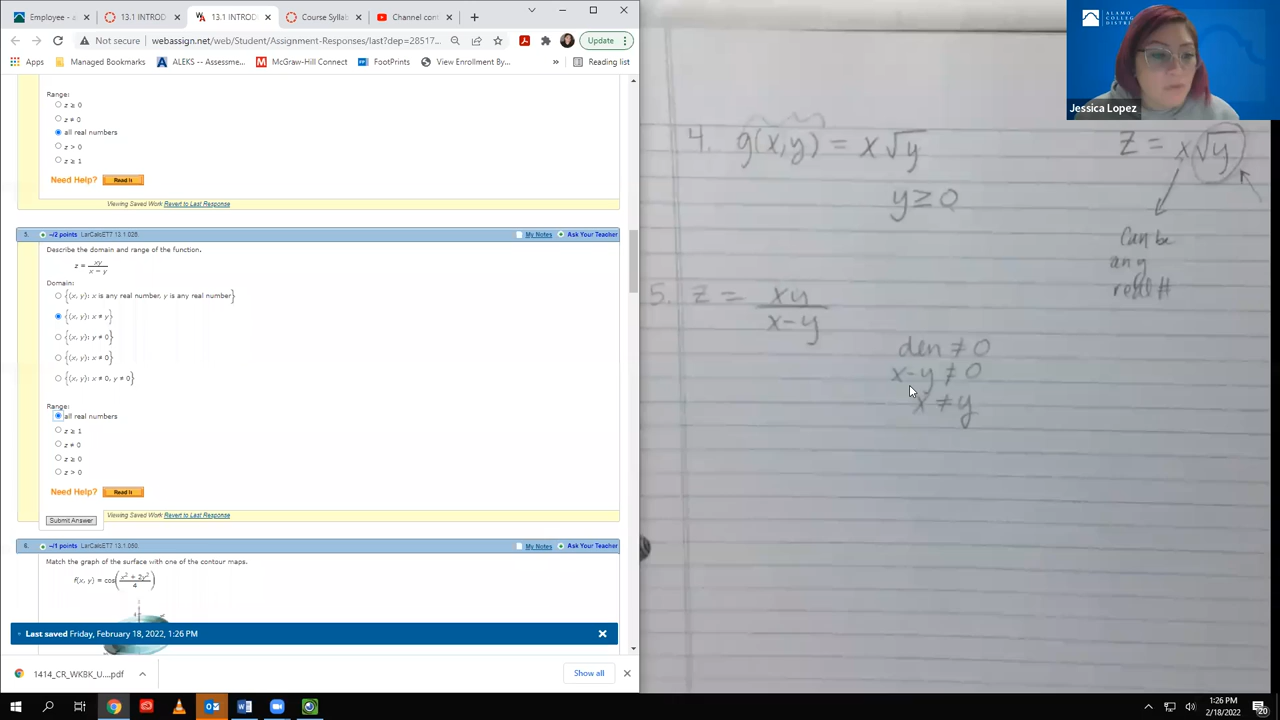 Employee - a
13.1 INTROD
13.1 INTROD
Course Syllab
Channel con
Not secure
webassign.net/web/Student/Assignment-Responses/last?dep=28517...
Update
Apps
Managed Bookmarks
ALEKS -- Assessme...
McGraw-Hill Connect
FootPrints
View Enrollment By...
Reading list
Range:
z ≥ 0
z ≠ 0
all real numbers
z > 0
z ≥ 1
Need Help? Read It
Viewing Saved Work Revert to Last Response
5. –/2 points LarCalcET7 13.1.028. My Notes Ask Your Teacher
Describe the domain and range of the function.
z = xy / x − y
Domain:
{(x, y): x is any real number, y is any real number}
{(x, y): x ≠ y}
{(x, y): y ≠ 0}
{(x, y): x ≠ 0}
{(x, y): x ≠ 0, y ≠ 0}
Range:
all real numbers
z ≥ 1
z ≠ 0
z ≥ 0
z > 0
Need Help? Read It
Submit Answer
Viewing Saved Work Revert to Last Response
6. –/1 points LarCalcET7 13.1.050. My Notes Ask Your Teacher
Match the graph of the surface with one of the contour maps.
f(x, y) = cos(x² + 2y² / 4)
Last saved Friday, February 18, 2022, 1:26 PM
1414_CR_WKBK_U....pdf
Show all
1:26 PM
2/18/2022
20
ALAMO
COLLEGES
DISTRICT
Jessica Lopez
4. g(x,y) = x√y
y ≥ 0
z = x√y
Can be
any
real #
5. z = xy / x-y
den ≠ 0
x-y ≠ 0
x ≠ y